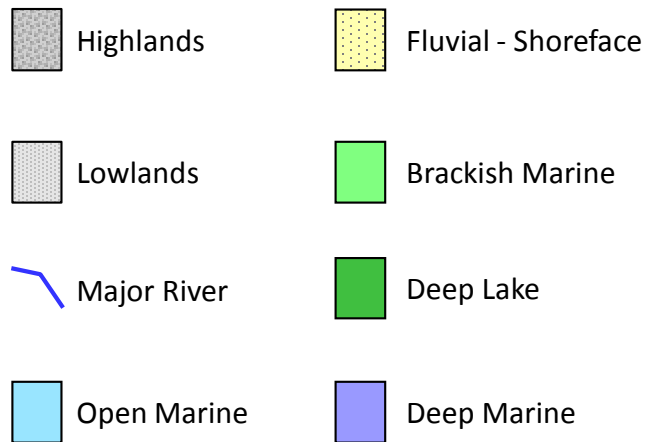 Highlands
Fluvial - Shoreface
Lowlands
Brackish Marine
Major River
Deep Lake
Open Marine
Deep Marine